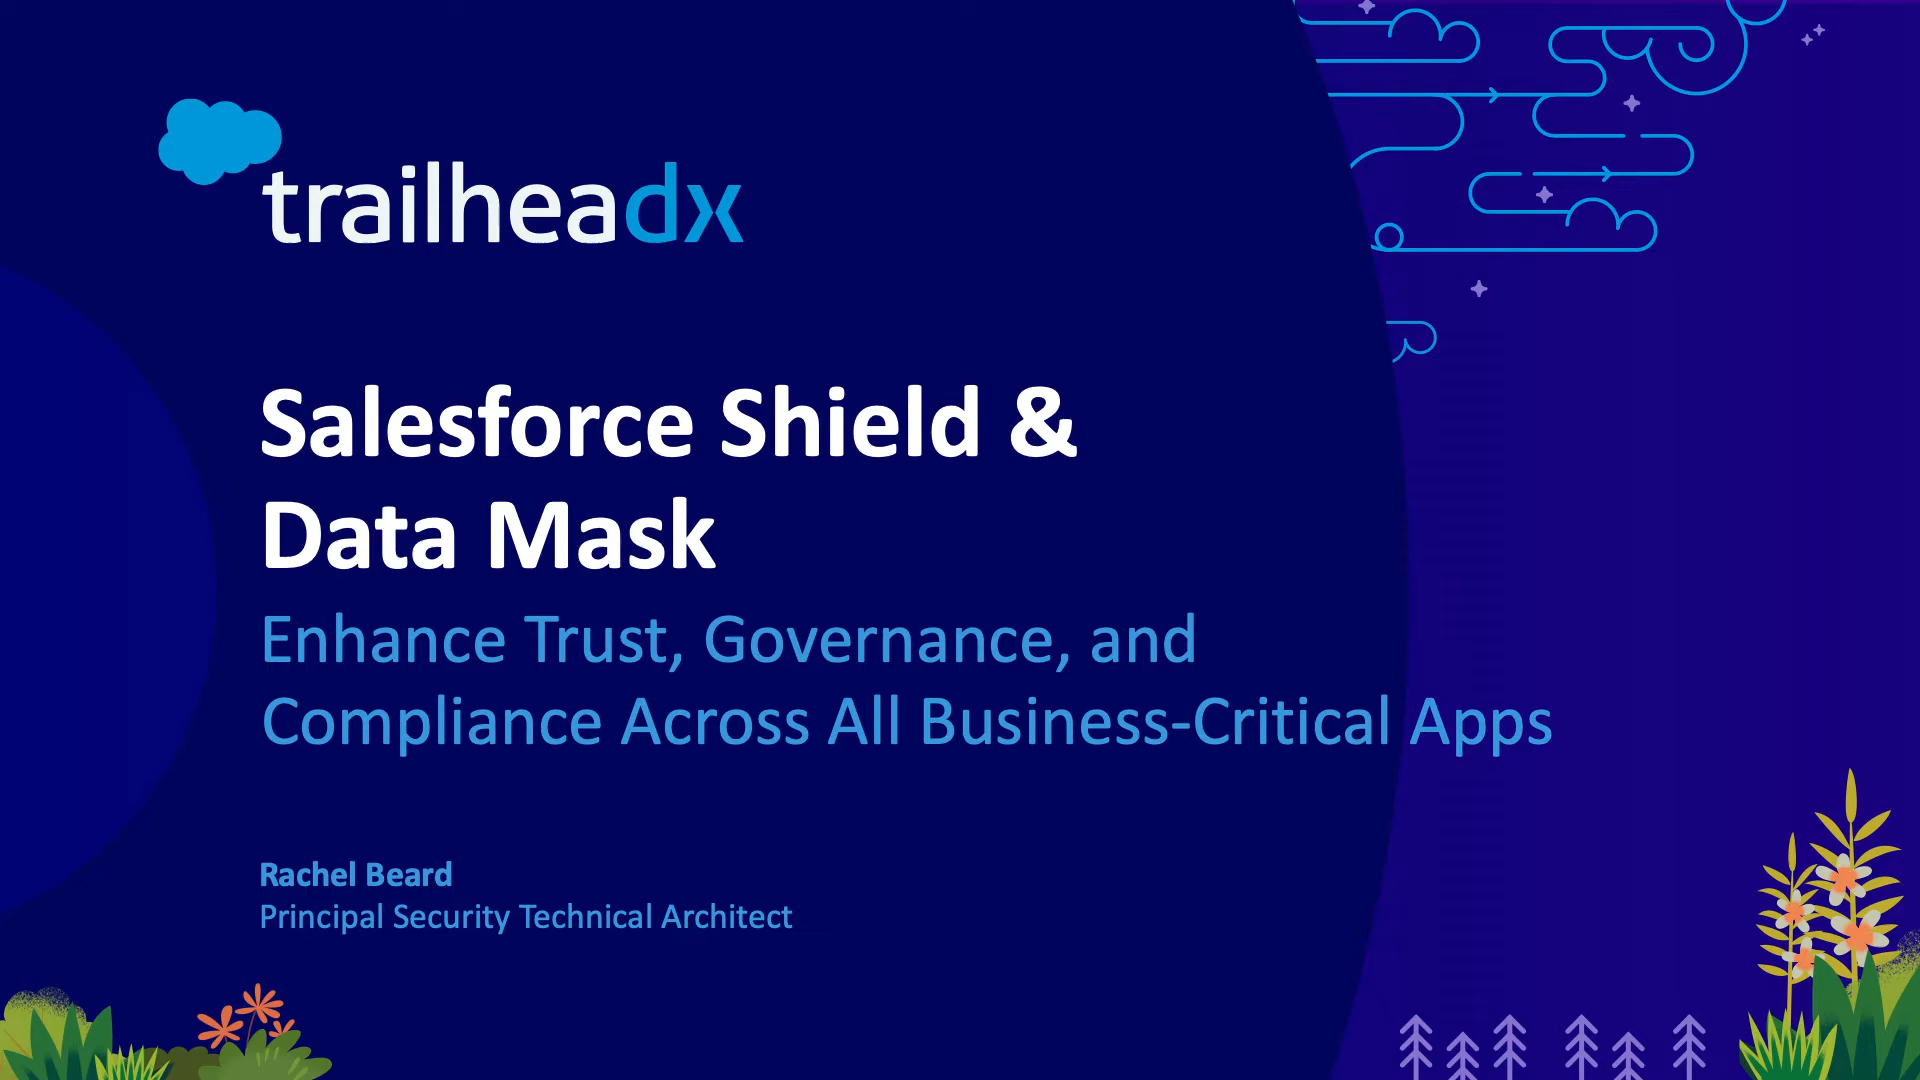 trailheadx
Salesforce Shield &
Data Mask
Enhance Trust, Governance, and
Compliance Across All Business-Critical Apps
Rachel Beard
Principal Security Technical Architect